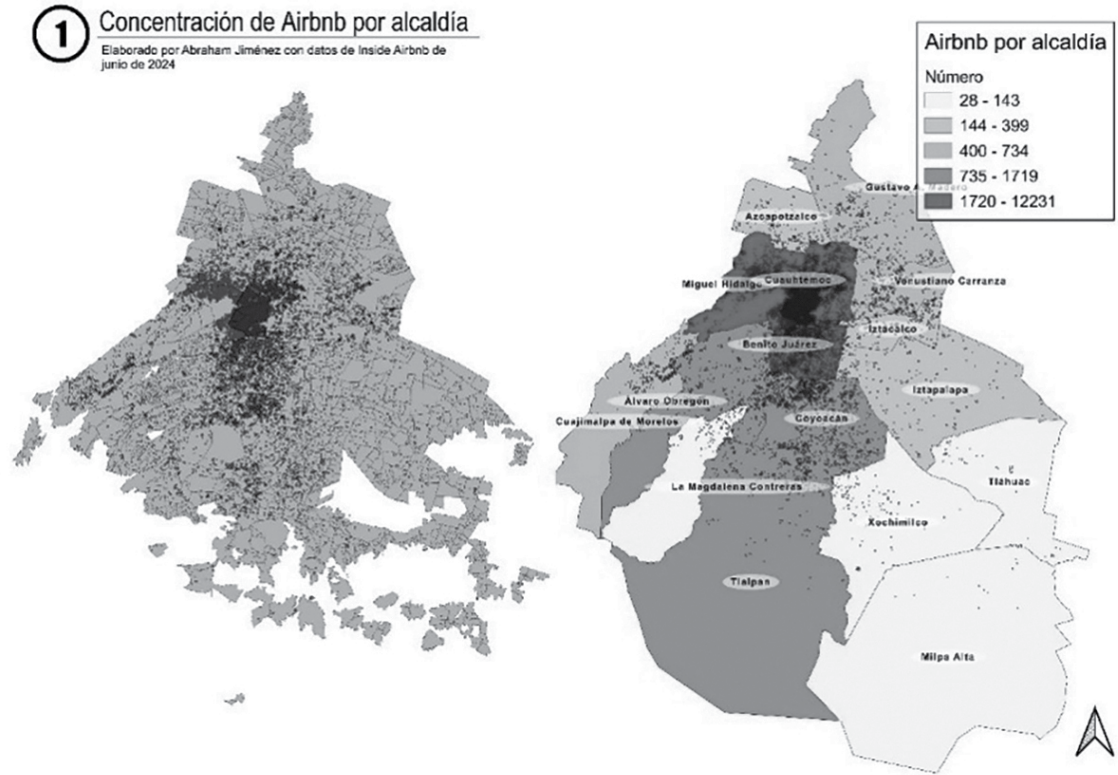 1
Concentración de Airbnb por alcaldía
Elaborado por Abraham Jiménez con datos de Inside Airbnb de
junio de 2024
Airbnb por alcaldía
Número
28 - 143
144 - 399
400 - 734
735 - 1719
1720 - 12231
Gustavo A. Madero
Azcapotzalco
Miguel Hidalgo
Cuauhtemoc
Venustiano Carranza
Iztacalco
Benito Juárez
Iztapalapa
Álvaro Obregón
Cuajimalpa de Morelos
Coyoacán
La Magdalena Contreras
Tláhuac
Xochimilco
Tlalpan
Milpa Alta